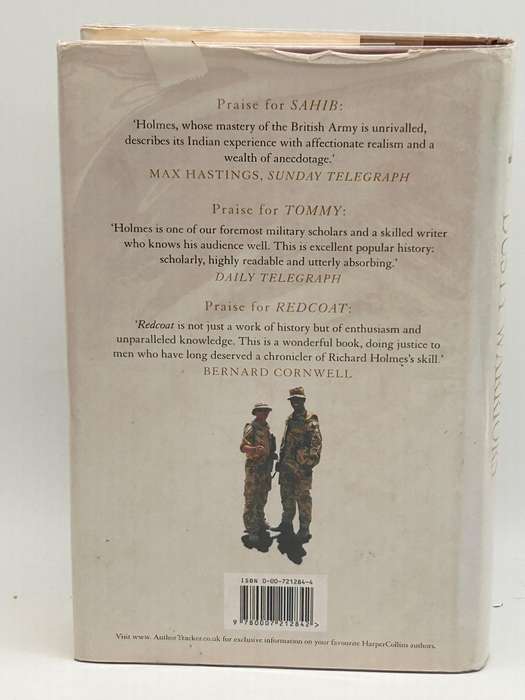 Praise for SAHIB:
'Holmes, whose mastery of the British Army is unrivalled,
describes its Indian experience with affectionate realism and a
wealth of anecdotage.'
MAX HASTINGS, SUNDAY TELEGRAPH
Praise for TOMMY:
'Holmes is one of our foremost military scholars and a skilled writer
who knows his audience well. This is excellent popular history:
scholarly, highly readable and utterly absorbing.'
DAILY TELEGRAPH
Praise for REDCOAT:
'Redcoat is not just a work of history but of enthusiasm and
unparalleled knowledge. This is a wonderful book, doing justice to
men who have long deserved a chronicler of Richard Holmes's skill.'
BERNARD CORNWELL
ISBN 0-00-721284-4
9 780007 212842 >
Visit www. AuthorTracker.co.uk for exclusive information on your favourite HarperCollins authors.
DUSTY WARRIORS